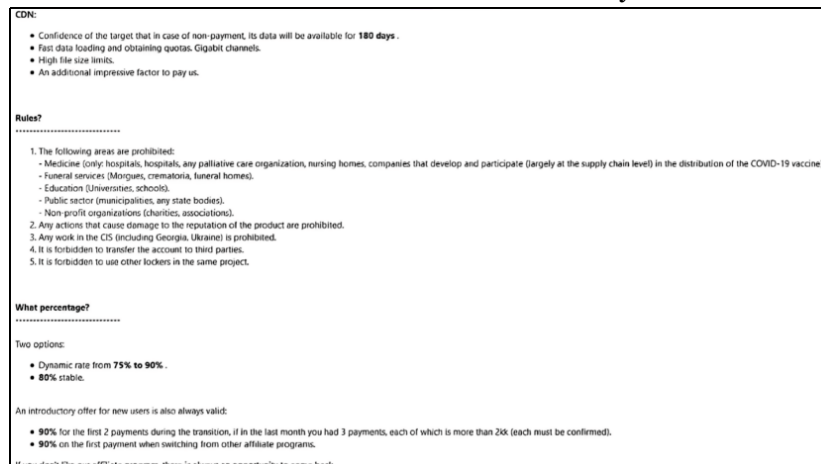 CDN:
• Confidence of the target that in case of non-payment, its data will be available for 180 days .
• Fast data loading and obtaining quotas. Gigabit channels.
• High file size limits.
• An additional impressive factor to pay us.
Rules?
------------------------------
1. The following areas are prohibited:
- Medicine (only: hospitals, hospitals, any palliative care organization, nursing homes, companies that develop and participate (largely at the supply chain level) in the distribution of the COVID-19 vaccine
- Funeral services (Morgues, crematoria, funeral homes).
- Education (Universities, schools).
- Public sector (municipalities, any state bodies).
- Non-profit organizations (charities, associations).
2. Any actions that cause damage to the reputation of the product are prohibited.
3. Any work in the CIS (including Georgia, Ukraine) is prohibited.
4. It is forbidden to transfer the account to third parties.
5. It is forbidden to use other lockers in the same project.
What percentage?
------------------------------
Two options:
• Dynamic rate from 75% to 90% .
• 80% stable.
An introductory offer for new users is also always valid:
• 90% for the first 2 payments during the transition, if in the last month you had 3 payments, each of which is more than 2kk (each must be confirmed).
• 90% on the first payment when switching from other affiliate programs.